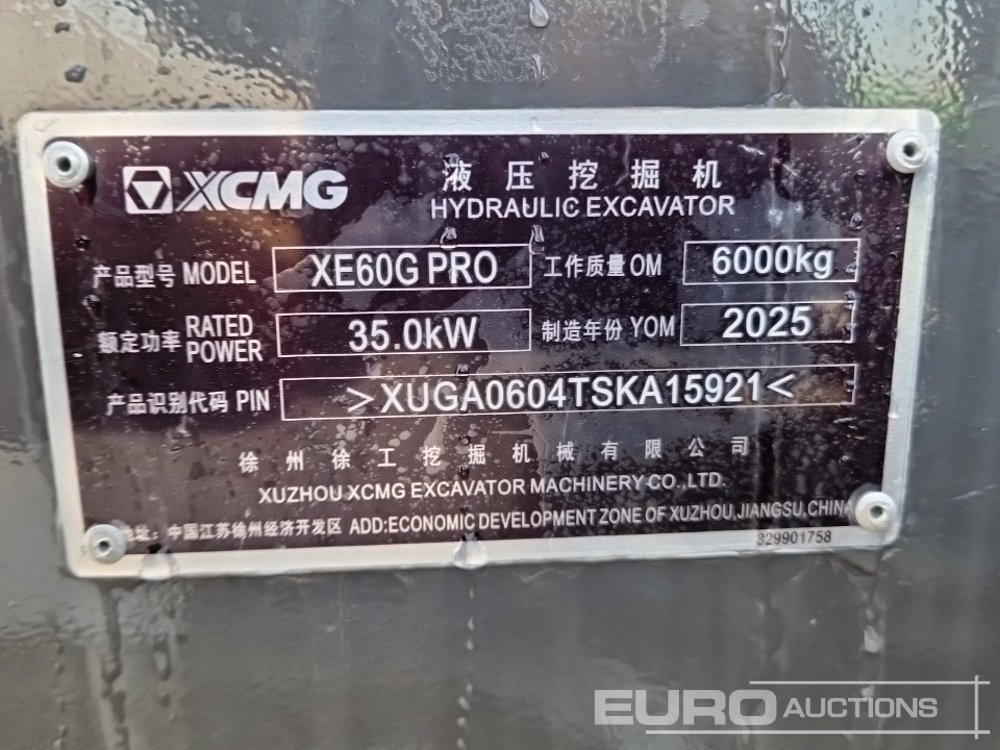 XCMG
液压挖掘机
HYDRAULIC EXCAVATOR
产品型号 MODEL XE60G PRO 工作质量 OM 6000kg
额定功率 RATED POWER 35.0kW 制造年份 YOM 2025
产品识别代码 PIN >XUGA0604TSKA15921<
徐州徐工挖掘机械有限公司
XUZHOU XCMG EXCAVATOR MACHINERY CO.,LTD.
地址: 中国江苏徐州经济开发区 ADD:ECONOMIC DEVELOPMENT ZONE OF XUZHOU,JIANGSU,CHINA
329901758
EURO AUCTIONS